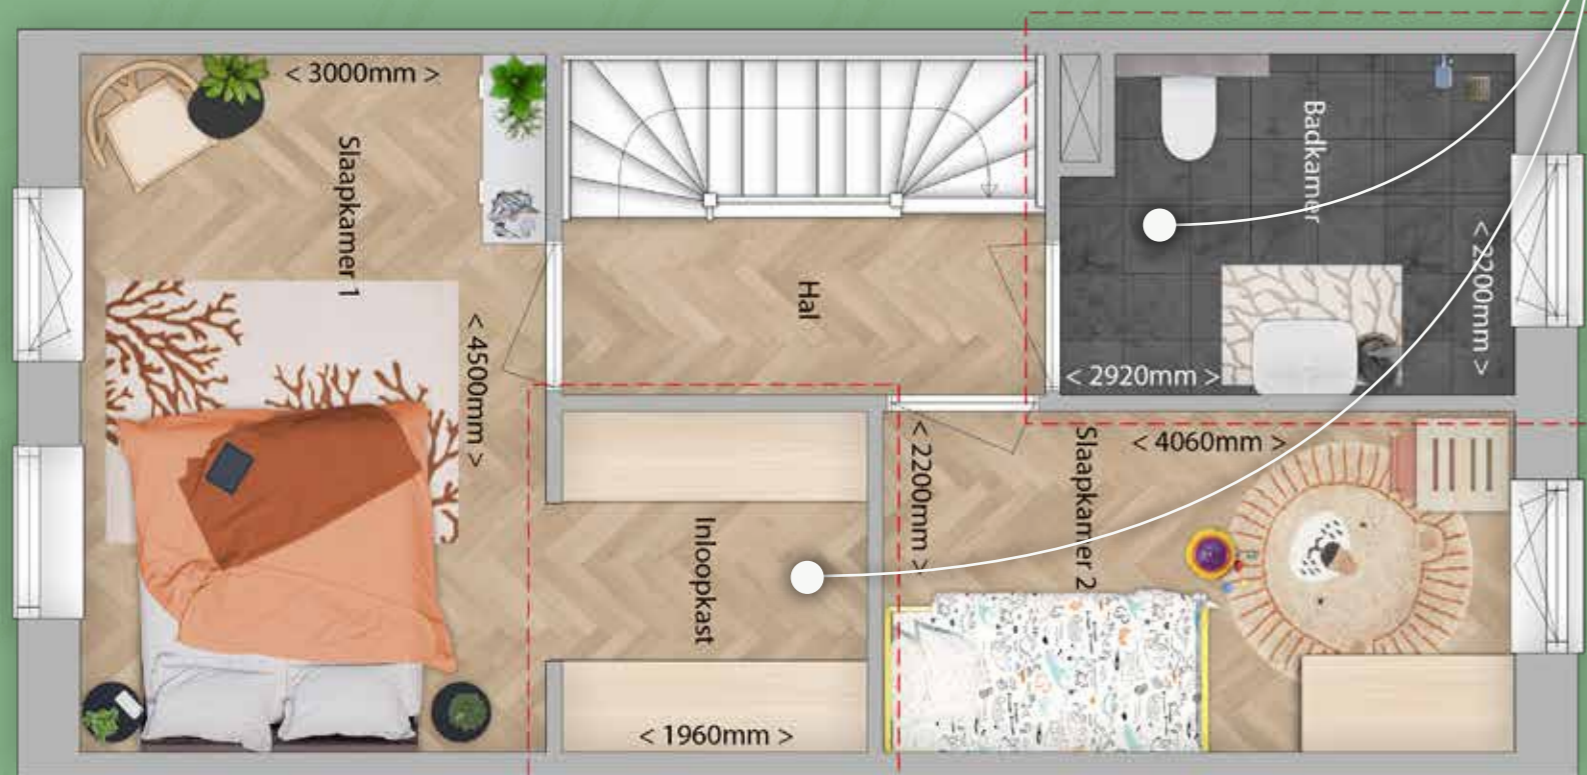 < 3000mm >
Slaapkamer 1
< 4500mm >
Hal
Badkamer
< 2200mm >
< 2920mm >
Inloopkast
< 1960mm >
< 2200mm >
Slaapkamer 2
< 4060mm >